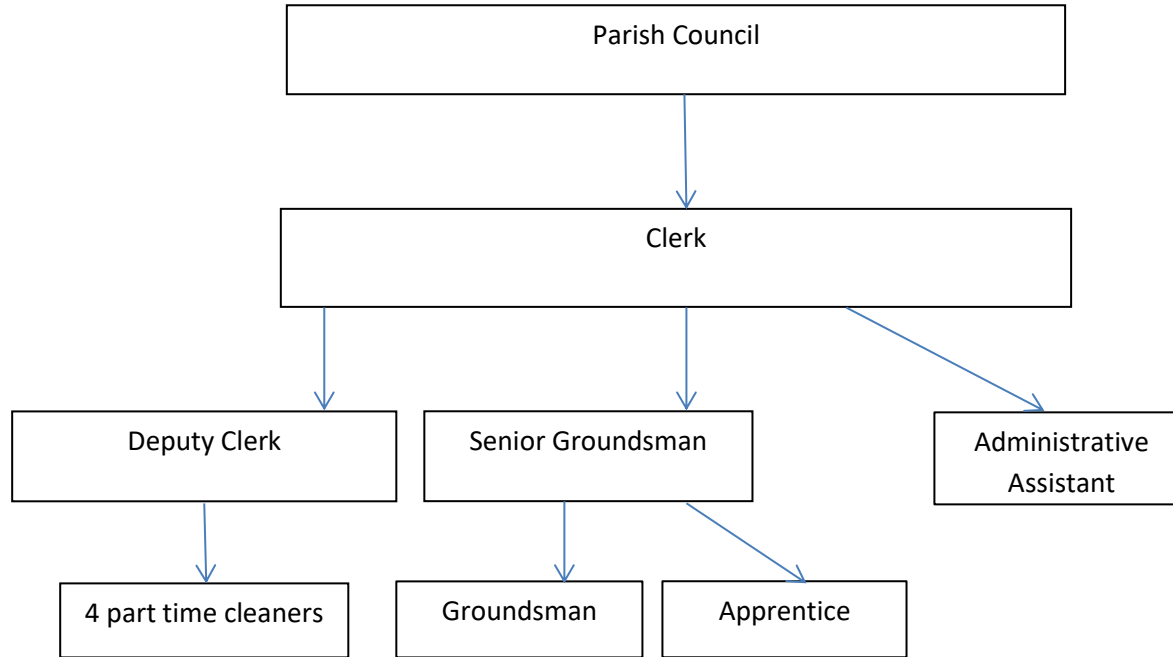 Parish Council
Clerk
Deputy Clerk
Senior Groundsman
Administrative
Assistant
4 part time cleaners
Groundsman
Apprentice